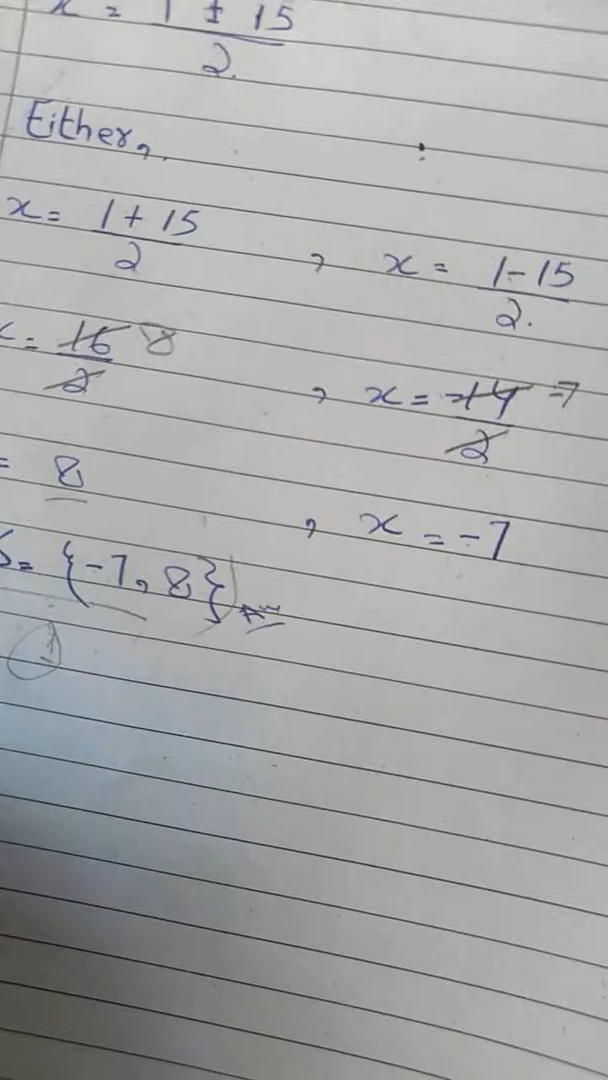 x = 1 ± 15 / 2
Either,
x = 1 + 15 / 2 , x = 1 - 15 / 2.
x = 16 / 2 8 , x = -14 / 2 -7
= 8 , x = -7
S = {-7, 8}